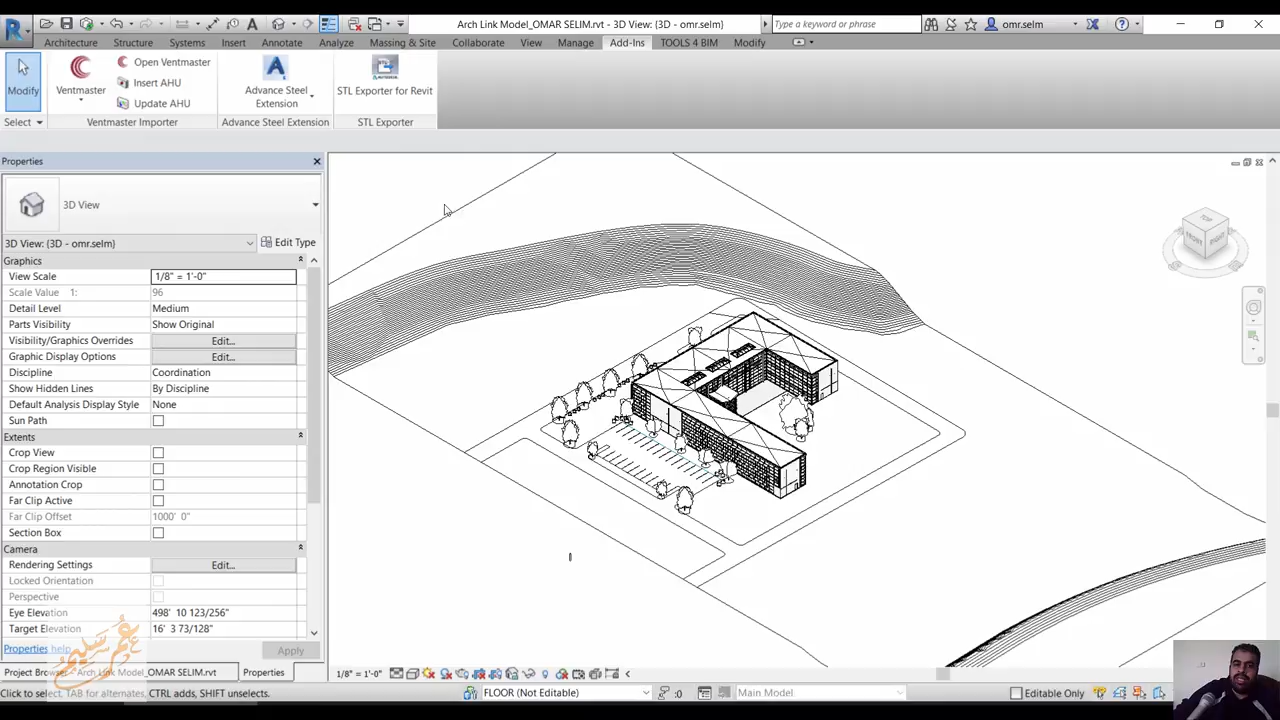 Arch Link Model_OMAR SELIM.rvt - 3D View: {3D - omr.selm}
Type a keyword or phrase
omr.selm
Architecture Structure Systems Insert Annotate Analyze Massing & Site Collaborate View Manage Add-Ins TOOLS 4 BIM Modify
Modify
Ventmaster
Open Ventmaster
Insert AHU
Update AHU
Advance Steel
Extension
STL Exporter for Revit
Select
Ventmaster Importer
Advance Steel Extension
STL Exporter
Properties
3D View
3D View: {3D - omr.selm}
Edit Type
Graphics
View Scale 1/8" = 1'-0"
Scale Value 1: 96
Detail Level Medium
Parts Visibility Show Original
Visibility/Graphics Overrides Edit...
Graphic Display Options Edit...
Discipline Coordination
Show Hidden Lines By Discipline
Default Analysis Display Style None
Sun Path
Extents
Crop View
Crop Region Visible
Annotation Crop
Far Clip Active
Far Clip Offset 1000' 0"
Section Box
Camera
Rendering Settings Edit...
Locked Orientation
Perspective
Eye Elevation 498' 10 123/256"
Target Elevation 16' 3 73/128"
Properties help
Apply
عمر سليم
Project Browser - Arch Link Model_OMAR SELIM.rvt
Properties
TOP
FRONT
RIGHT
1/8" = 1'-0"
Click to select, TAB for alternates, CTRL adds, SHIFT unselects.
FLOOR (Not Editable)
:0
Main Model
Editable Only